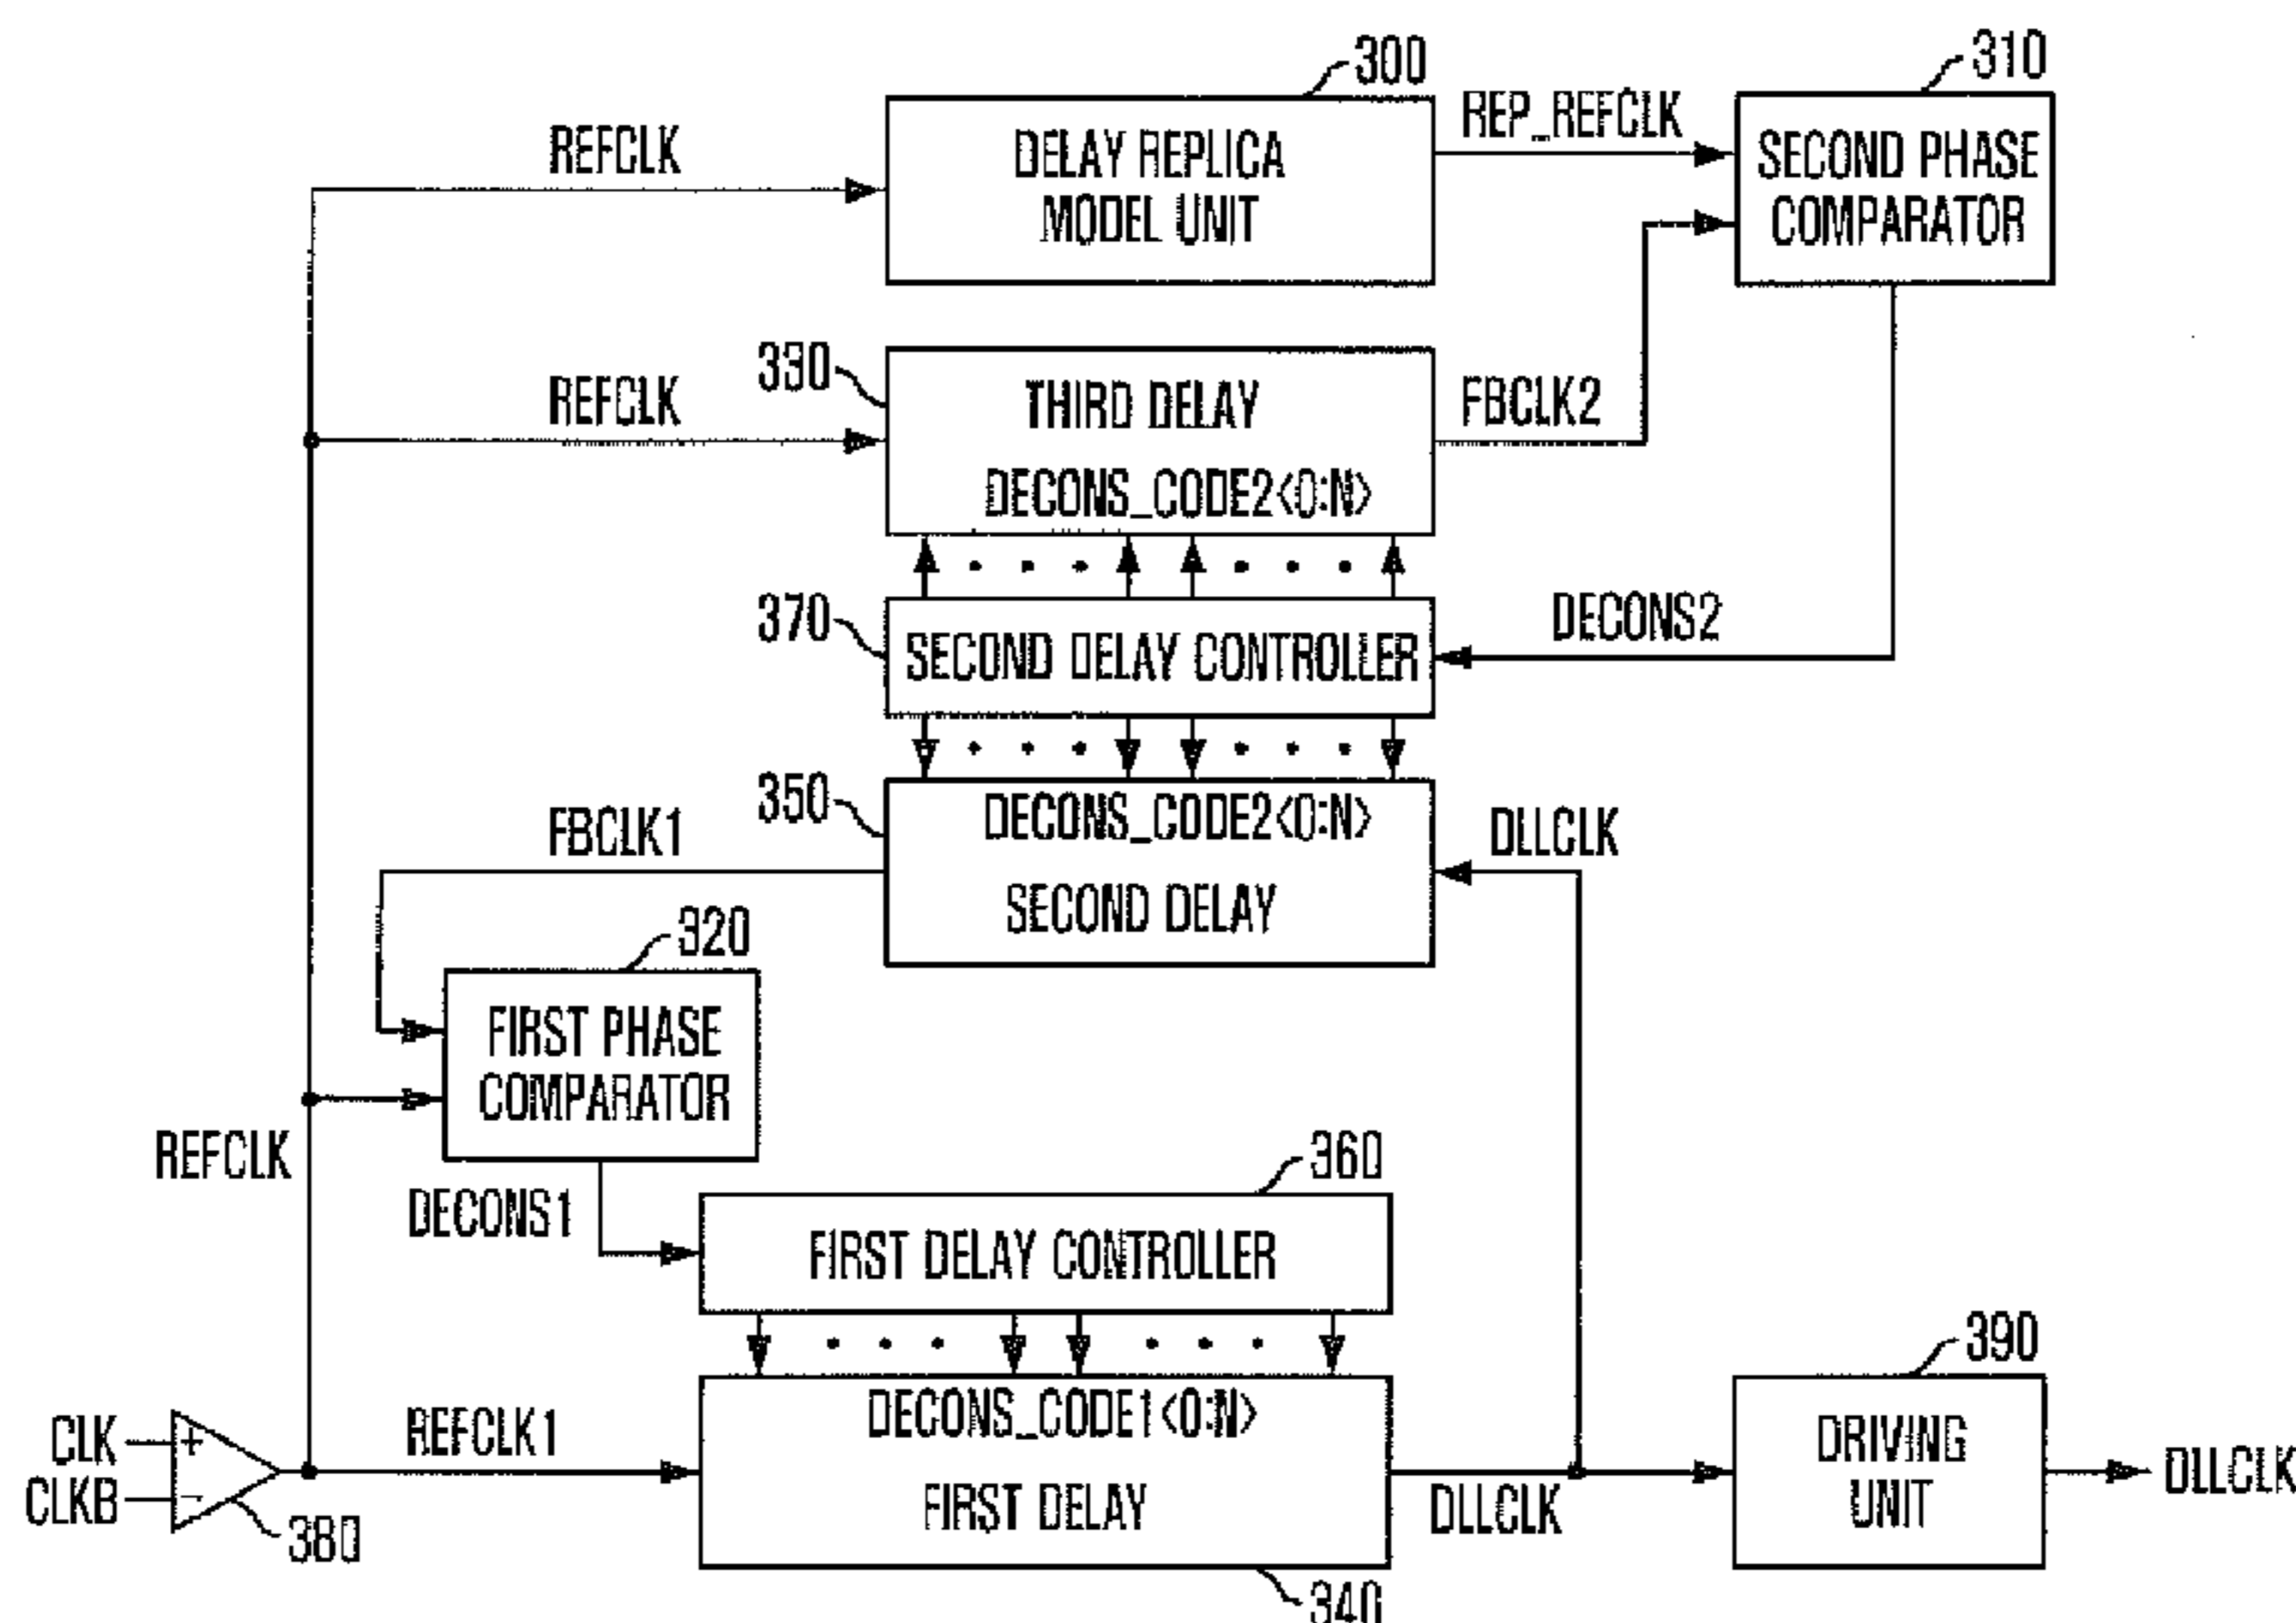 300
310
REFCLK
DELAY REPLICA
MODEL UNIT
REP_REFCLK
SECOND PHASE
COMPARATOR
330
REFCLK
THIRD DELAY
DECONS_CODE2<0:N>
FBCLK2
370
SECOND DELAY CONTROLLER
DECONS2
350
FBCLK1
DECONS_CODE2<0:N>
SECOND DELAY
DLLCLK
320
FIRST PHASE
COMPARATOR
REFCLK
DECONS1
360
FIRST DELAY CONTROLLER
390
CLK
CLKB
+
-
380
REFCLK1
DECONS_CODE1<0:N>
FIRST DELAY
DLLCLK
DRIVING
UNIT
DLLCLK
340